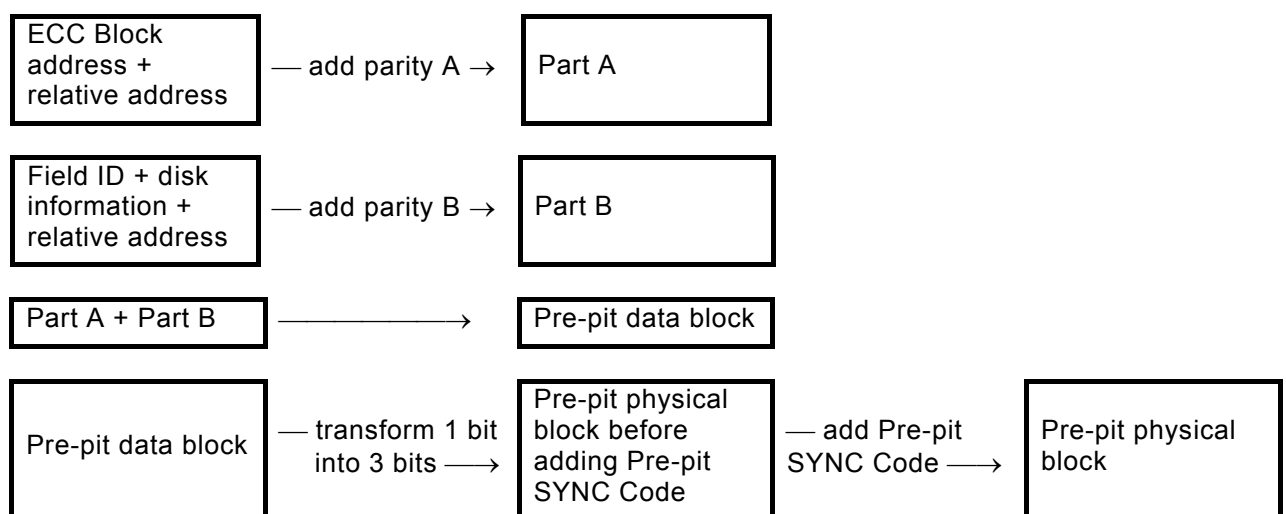 ECC Block
address +
relative address
— add parity A →
Part A
Field ID + disk
information +
relative address
— add parity B →
Part B
Part A + Part B
————————→
Pre-pit data block
Pre-pit data block
— transform 1 bit
into 3 bits —→
Pre-pit physical
block before
adding Pre-pit
SYNC Code
— add Pre-pit
SYNC Code —→
Pre-pit physical
block